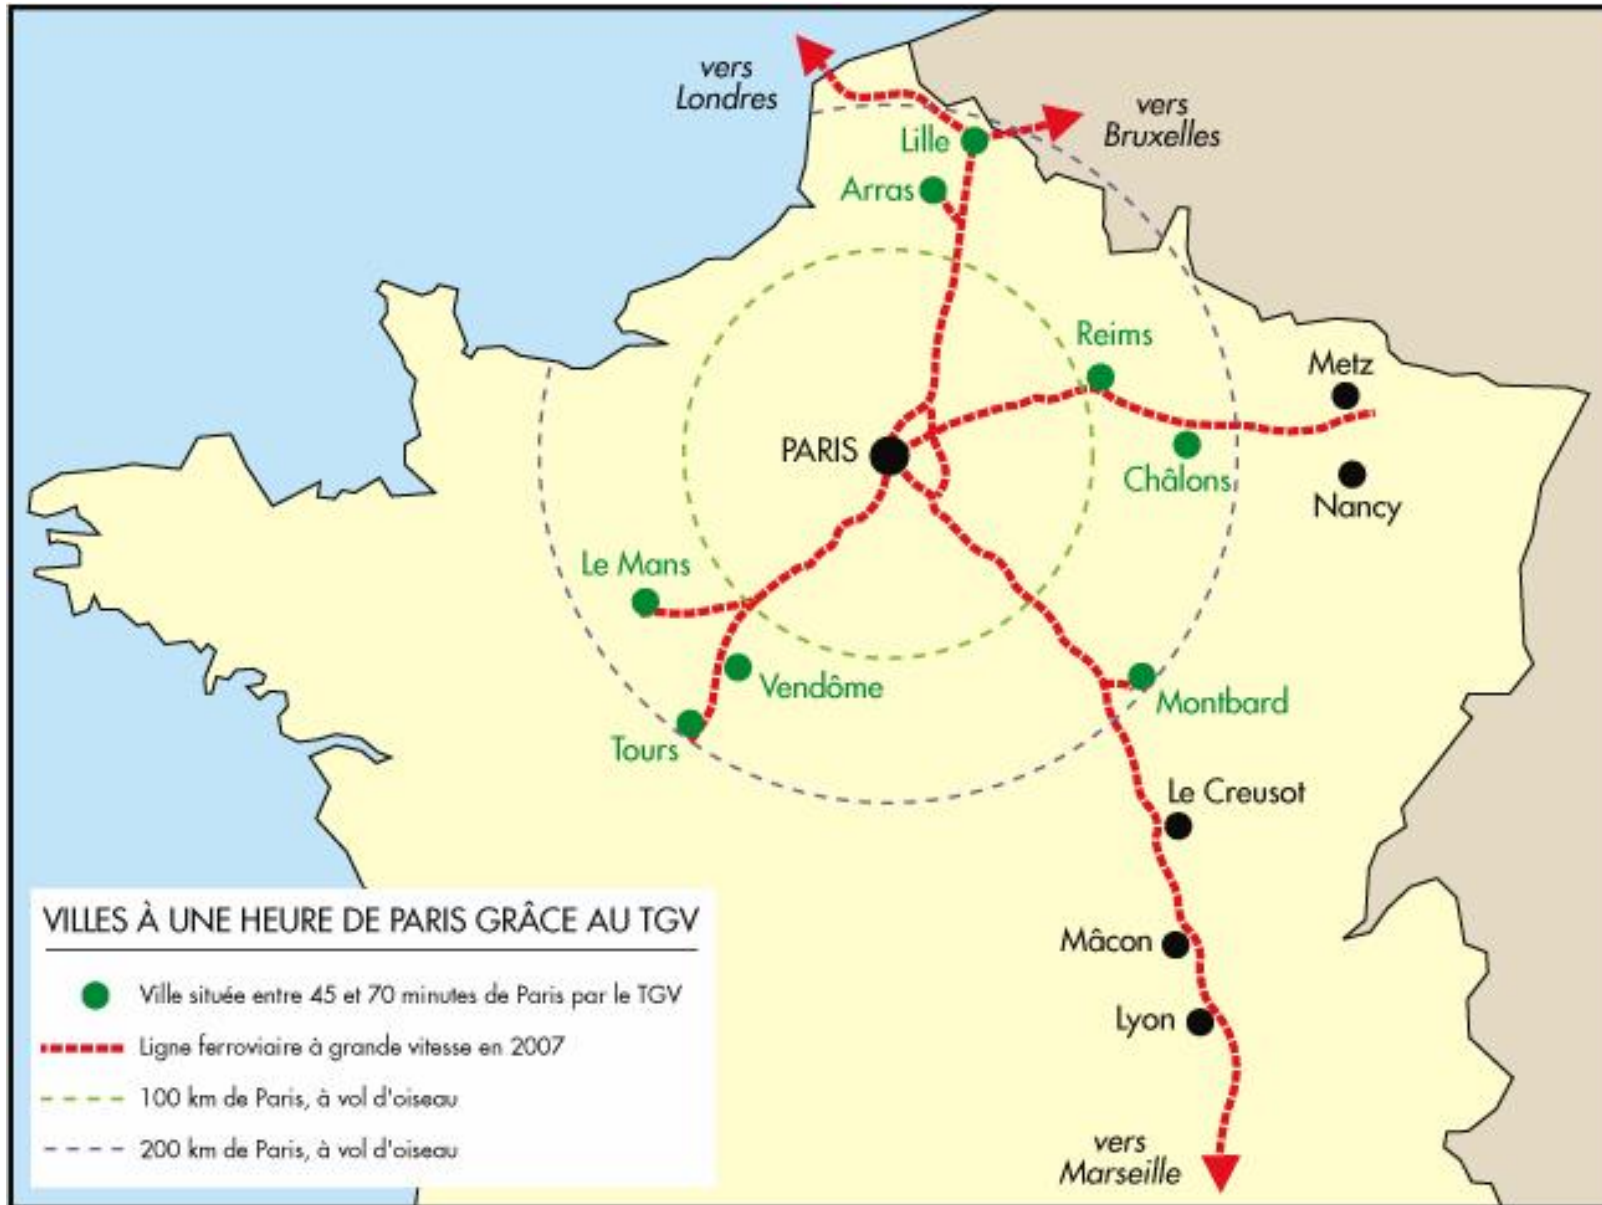 vers
Londres
vers
Bruxelles
Lille
Arras
Reims
Metz
PARIS
Châlons
Nancy
Le Mans
Vendôme
Montbard
Tours
Le Creusot
VILLES À UNE HEURE DE PARIS GRÂCE AU TGV
Ville située entre 45 et 70 minutes de Paris par le TGV
Ligne ferroviaire à grande vitesse en 2007
100 km de Paris, à vol d'oiseau
200 km de Paris, à vol d'oiseau
Mâcon
Lyon
vers
Marseille